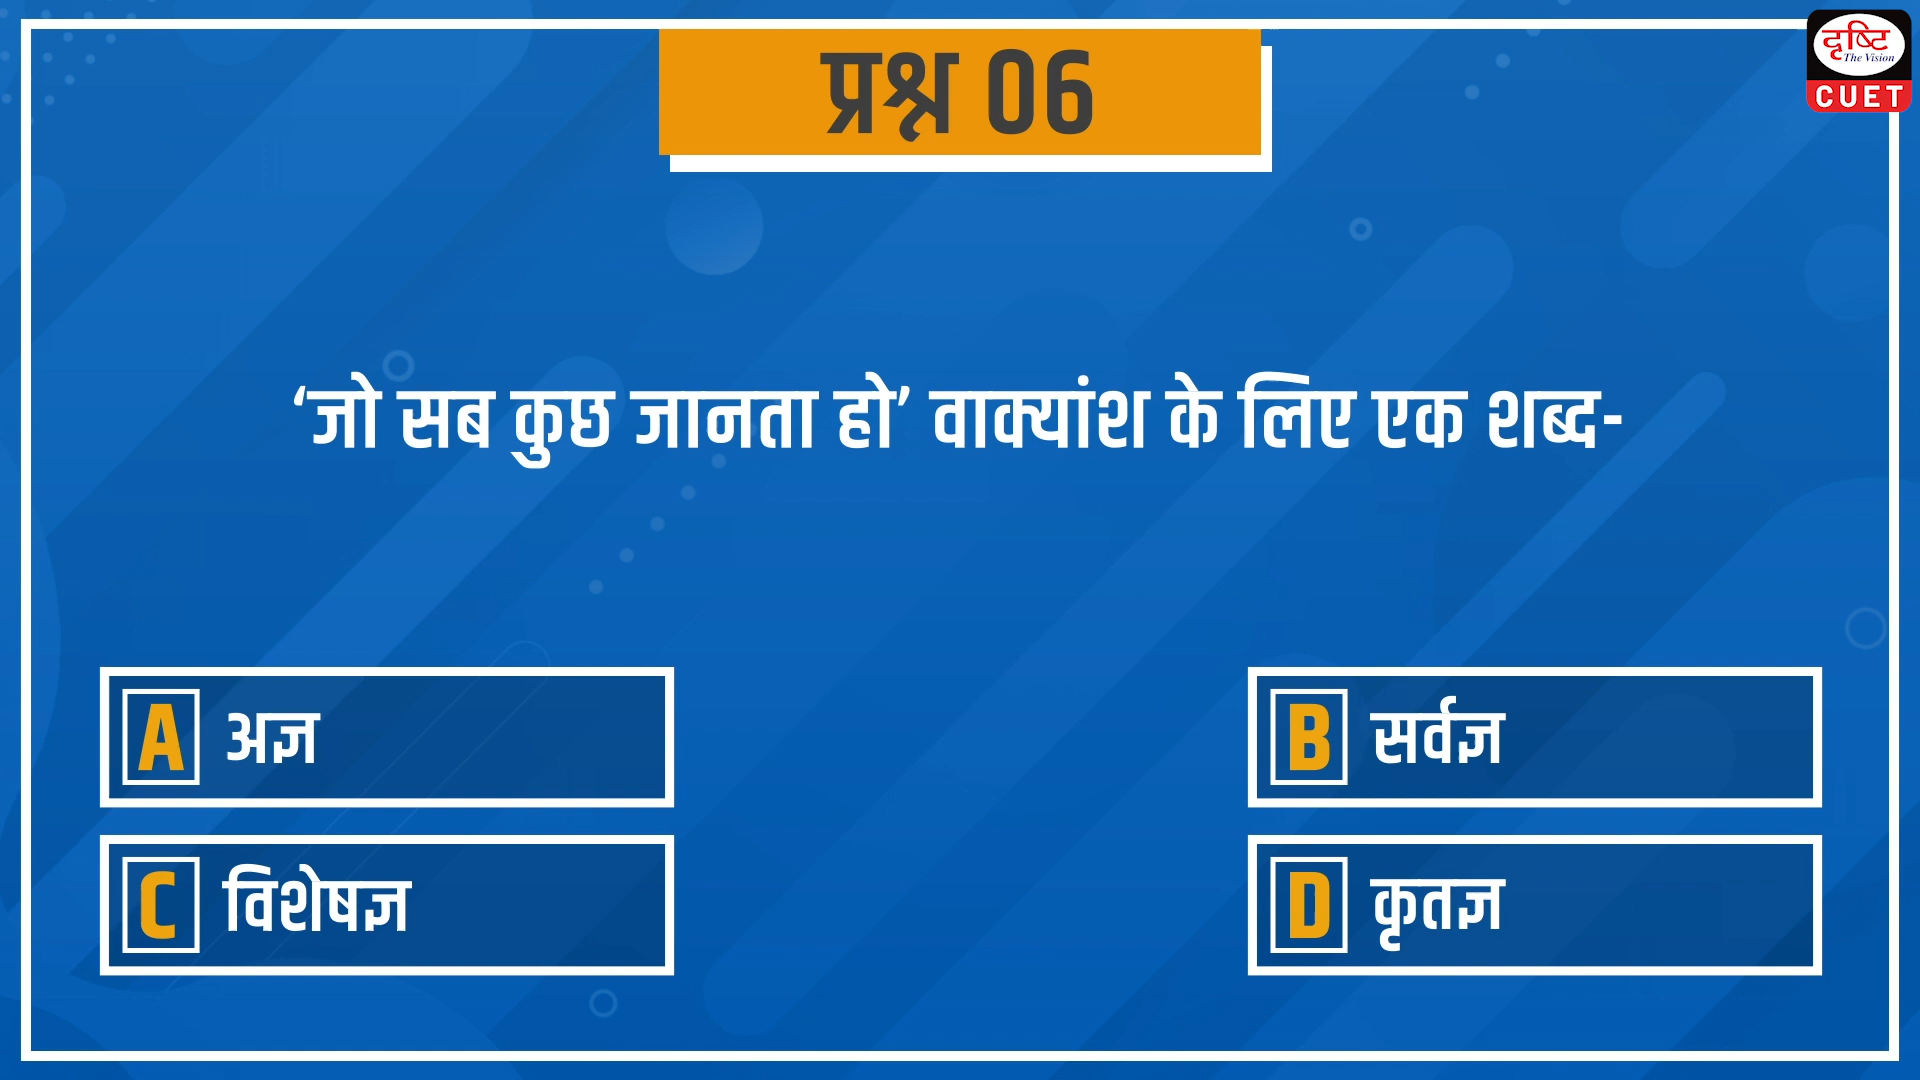 प्रश्न 06
दृष्टि
The Vision
CUET
‘जो सब कुछ जानता हो’ वाक्यांश के लिए एक शब्द-
A अज्ञ
B सर्वज्ञ
C विशेषज्ञ
D कृतज्ञ